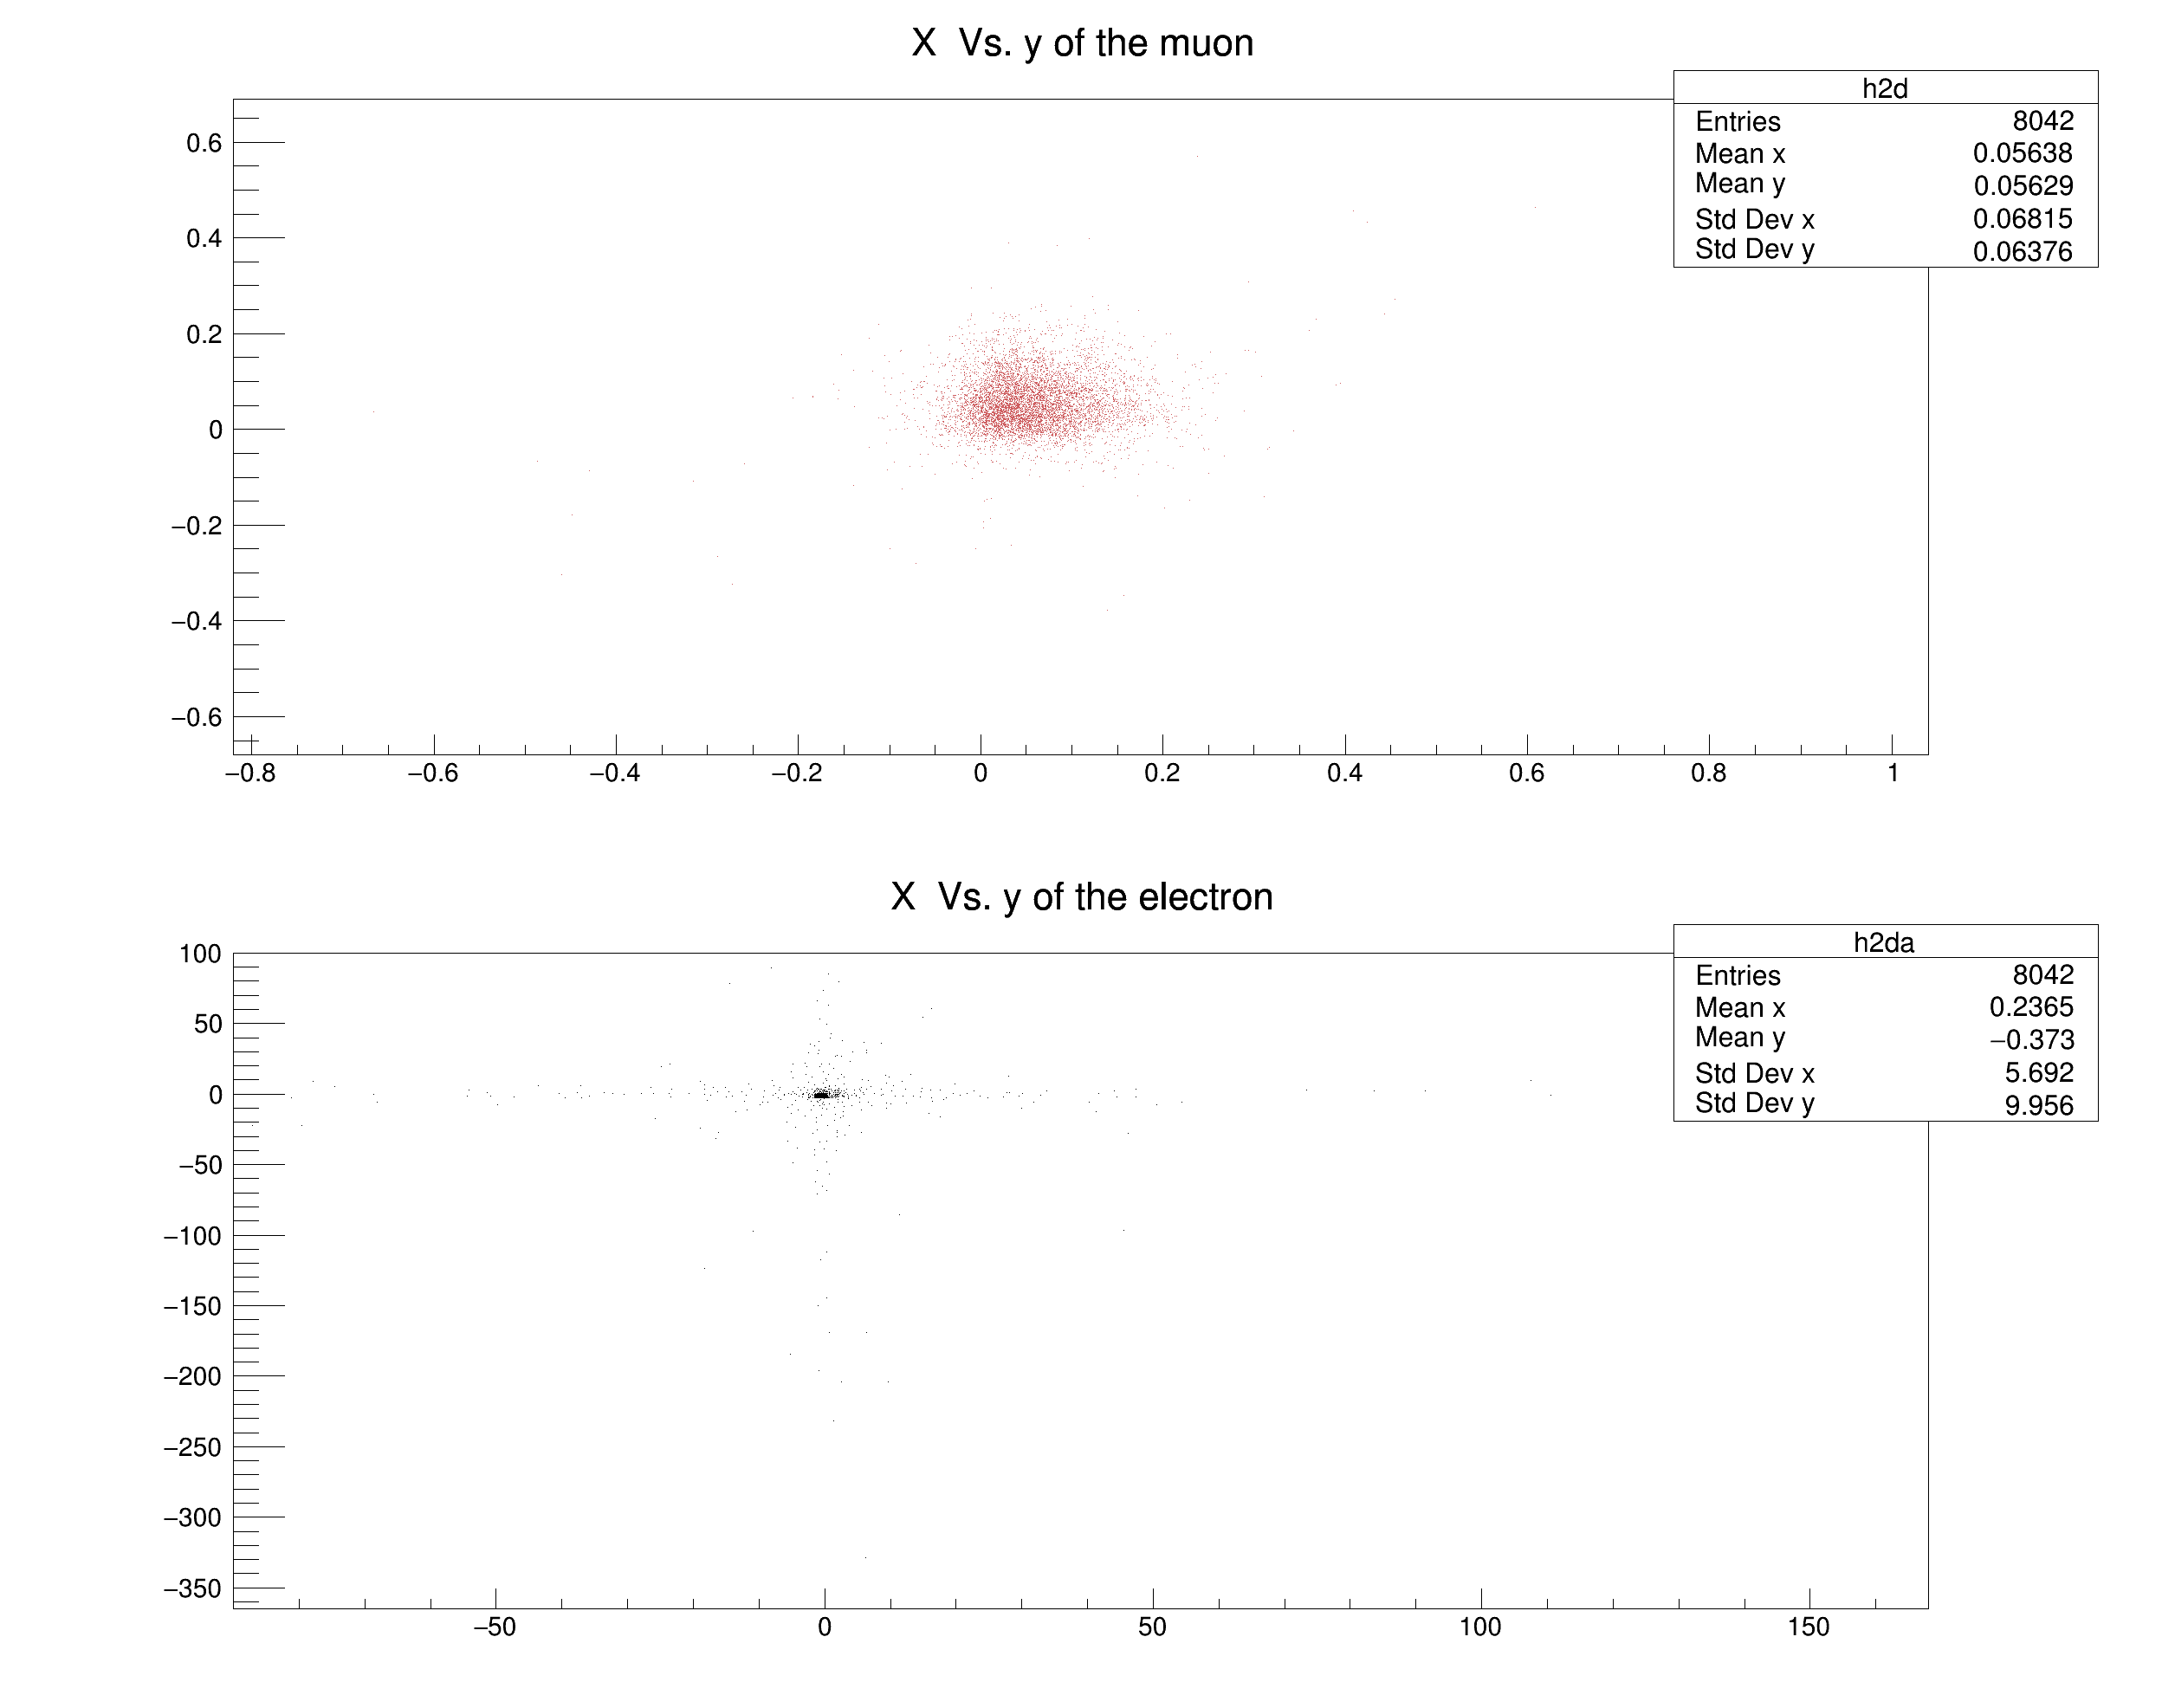 X Vs. y of the muon
h2d
Entries 8042
Mean x 0.05638
Mean y 0.05629
Std Dev x 0.06815
Std Dev y 0.06376
0.6
0.4
0.2
0
−0.2
−0.4
−0.6
−0.8 −0.6 −0.4 −0.2 0 0.2 0.4 0.6 0.8 1
X Vs. y of the electron
h2da
Entries 8042
Mean x 0.2365
Mean y −0.373
Std Dev x 5.692
Std Dev y 9.956
100
50
0
−50
−100
−150
−200
−250
−300
−350
−50 0 50 100 150